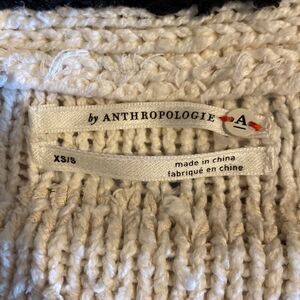 by ANTHROPOLOGIE
A
XS/S
made in china
fabriqué en chine